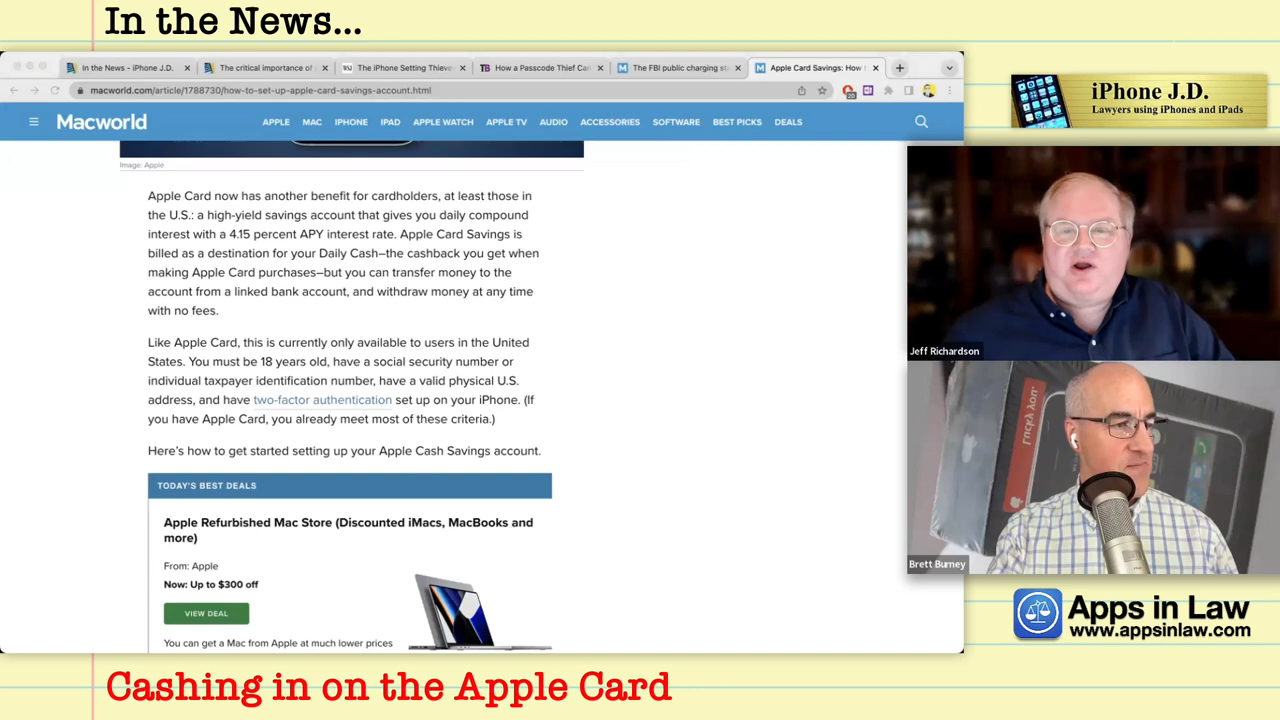 In the News...
In the News - iPhone J.D.
The critical importance of
The iPhone Setting Thieve
How a Passcode Thief Can
The FBI public charging st
Apple Card Savings: How t
macworld.com/article/1788730/how-to-set-up-apple-card-savings-account.html
Macworld
APPLE MAC IPHONE IPAD APPLE WATCH APPLE TV AUDIO ACCESSORIES SOFTWARE BEST PICKS DEALS
Image: Apple
Apple Card now has another benefit for cardholders, at least those in
the U.S.: a high-yield savings account that gives you daily compound
interest with a 4.15 percent APY interest rate. Apple Card Savings is
billed as a destination for your Daily Cash–the cashback you get when
making Apple Card purchases–but you can transfer money to the
account from a linked bank account, and withdraw money at any time
with no fees.
Like Apple Card, this is currently only available to users in the United
States. You must be 18 years old, have a social security number or
individual taxpayer identification number, have a valid physical U.S.
address, and have two-factor authentication set up on your iPhone. (If
you have Apple Card, you already meet most of these criteria.)
Here's how to get started setting up your Apple Cash Savings account.
TODAY'S BEST DEALS
Apple Refurbished Mac Store (Discounted iMacs, MacBooks and
more)
From: Apple
Now: Up to $300 off
VIEW DEAL
You can get a Mac from Apple at much lower prices
iPhone J.D.
Lawyers using iPhones and iPads
Jeff Richardson
Brett Burney
Apps in Law
www.appsinlaw.com
Cashing in on the Apple Card